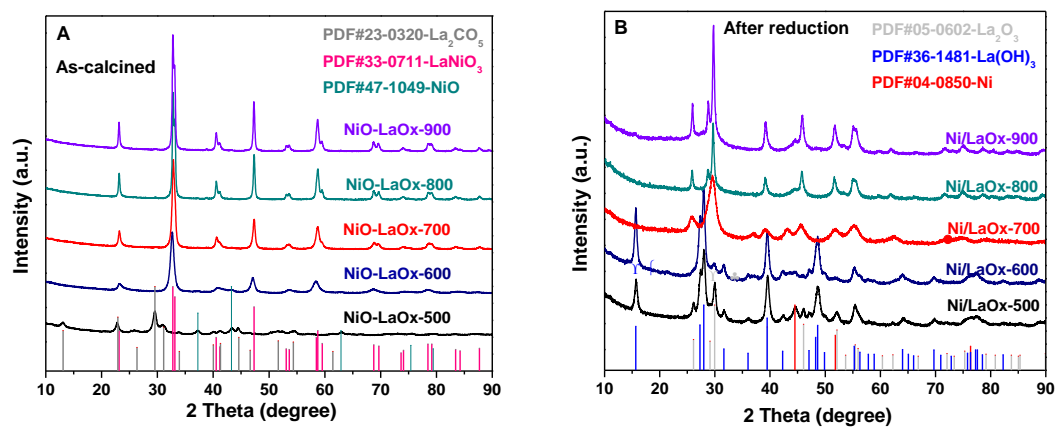 A
As-calcined
PDF#23-0320-La₂CO₅
PDF#33-0711-LaNiO₃
PDF#47-1049-NiO
NiO-LaOx-900
NiO-LaOx-800
NiO-LaOx-700
NiO-LaOx-600
NiO-LaOx-500
Intensity (a.u.)
10 20 30 40 50 60 70 80 90
2 Theta (degree)
B
After reduction
PDF#05-0602-La₂O₃
PDF#36-1481-La(OH)₃
PDF#04-0850-Ni
Ni/LaOx-900
Ni/LaOx-800
Ni/LaOx-700
Ni/LaOx-600
Ni/LaOx-500
Intensity (a.u.)
10 20 30 40 50 60 70 80 90
2 Theta (degree)